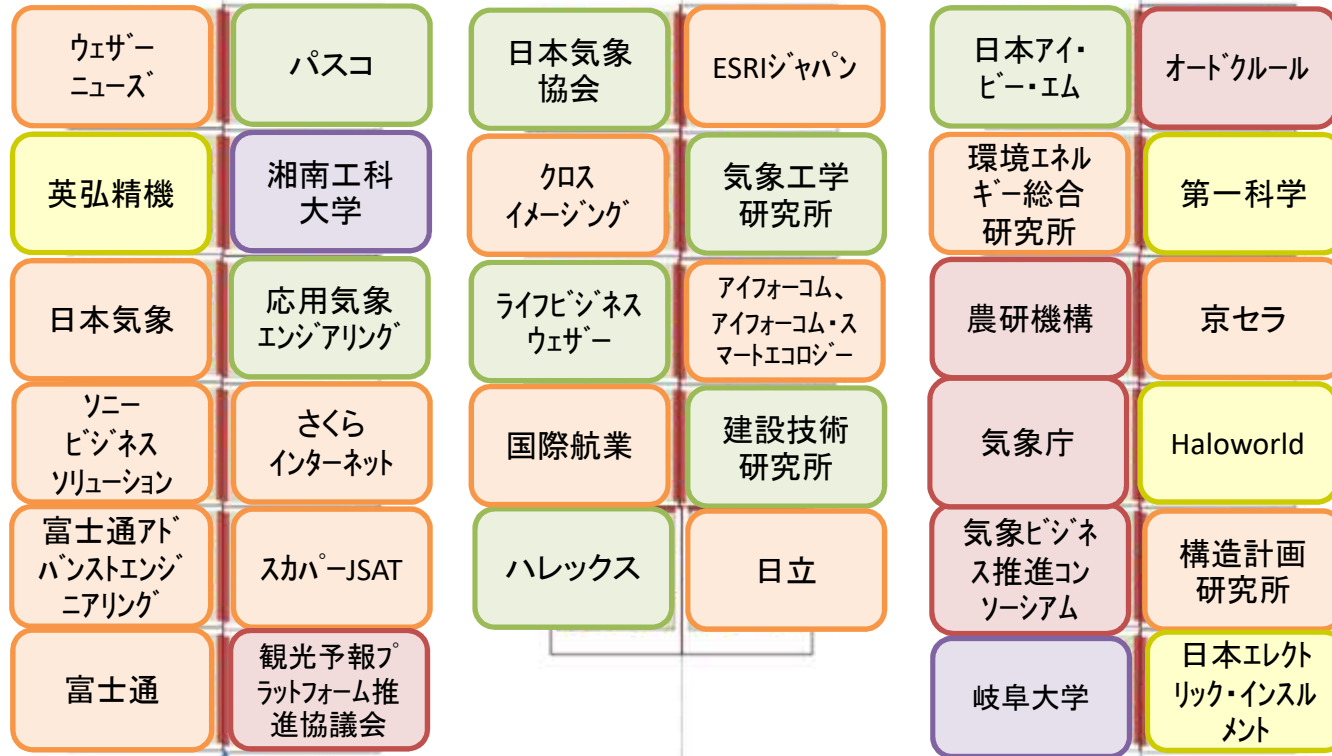 ウェザー
ニューズ
パスコ
英弘精機
湘南工科
大学
日本気象
応用気象
エンジアリング
ソニー
ビジネス
ソリューション
さくら
インターネット
富士通アド
バンストエンジ
ニアリング
スカパーJSAT
富士通
観光予報プ
ラットフォーム推
進協議会
日本気象
協会
ESRIジャパン
クロス
イメージング
気象工学
研究所
ライフビジネス
ウェザー
アイフォーコム、
アイフォーコム・ス
マートエコロジー
国際航業
建設技術
研究所
ハレックス
日立
日本アイ・
ビー・エム
オードクルール
環境エネル
ギー総合
研究所
第一科学
農研機構
京セラ
気象庁
Haloworld
気象ビジネ
ス推進コン
ソーシアム
構造計画
研究所
岐阜大学
日本エレクト
リック・インスル
メント